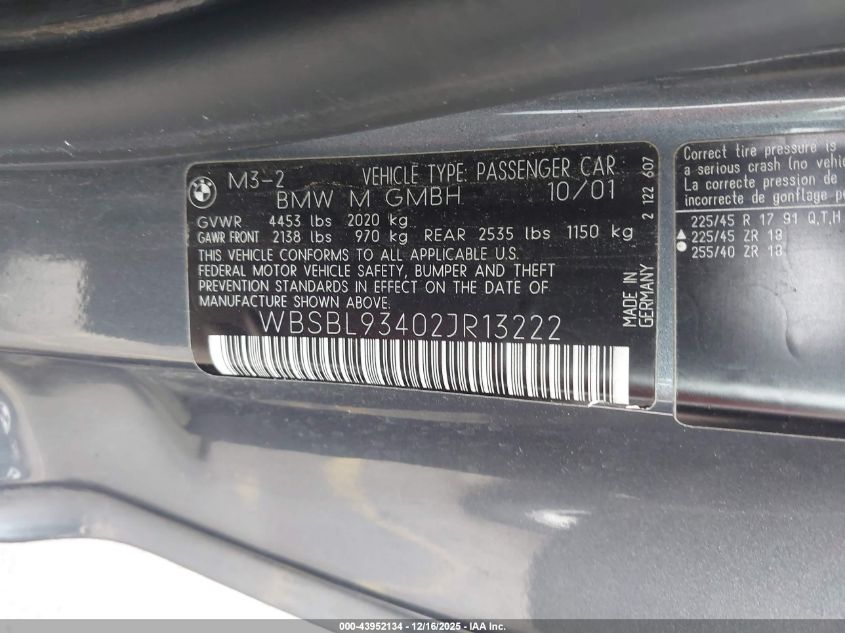 M3-2 VEHICLE TYPE: PASSENGER CAR
BMW M GMBH 10/01
GVWR 4453 lbs 2020 kg
GAWR FRONT 2138 lbs 970 kg REAR 2535 lbs 1150 kg
THIS VEHICLE CONFORMS TO ALL APPLICABLE U.S.
FEDERAL MOTOR VEHICLE SAFETY, BUMPER AND THEFT
PREVENTION STANDARDS IN EFFECT ON THE DATE OF
MANUFACTURE SHOWN ABOVE.
WBSBL93402JR13222
2 122 607
MADE IN
GERMANY
Correct tire pressure is
a serious crash (no vehic
La correcte pression de
incorrecte de gonflage pe
225/45 R 17 91 Q,T,H
▲ 225/45 ZR 18
● 255/40 ZR 18
000-43952134 - 12/16/2025 - IAA Inc.